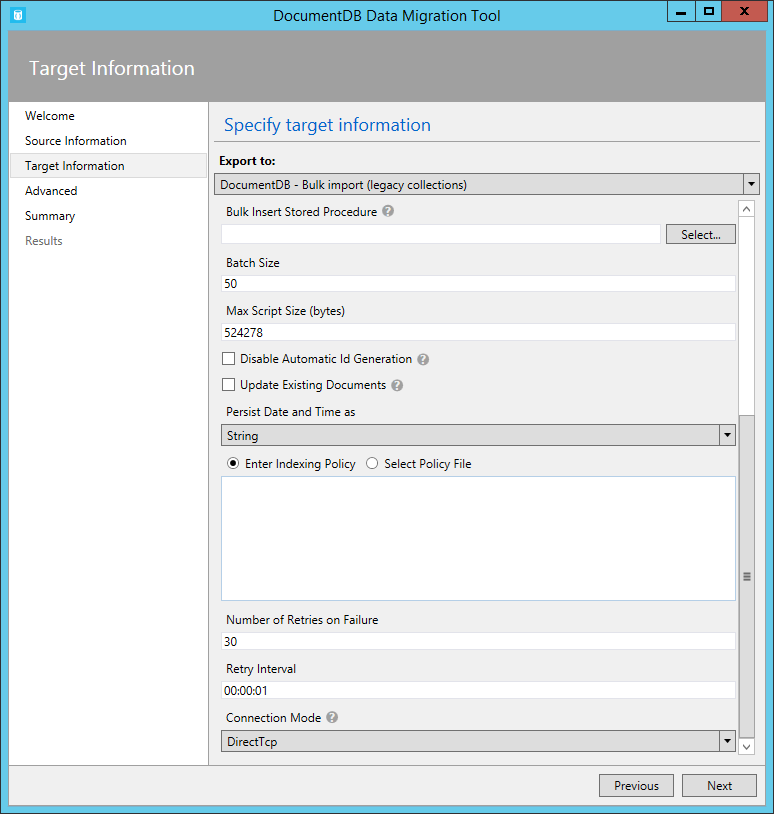 DocumentDB Data Migration Tool
Target Information
Welcome
Source Information
Target Information
Advanced
Summary
Results
Specify target information
Export to:
DocumentDB - Bulk import (legacy collections)
Bulk Insert Stored Procedure ?
Select...
Batch Size
50
Max Script Size (bytes)
524278
Disable Automatic Id Generation ?
Update Existing Documents ?
Persist Date and Time as
String
Enter Indexing Policy Select Policy File
Number of Retries on Failure
30
Retry Interval
00:00:01
Connection Mode ?
DirectTcp
Previous Next